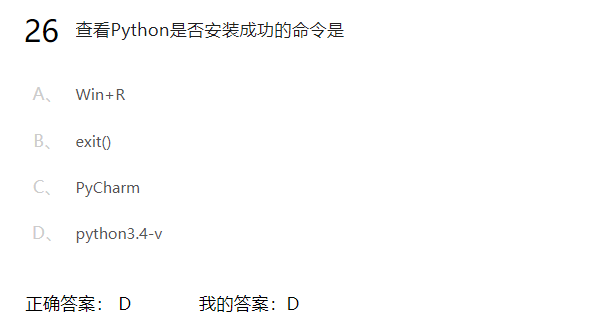 26 查看Python是否安装成功的命令是
A、 Win+R
B、 exit()
C、 PyCharm
D、 python3.4-v
正确答案： D 我的答案：D